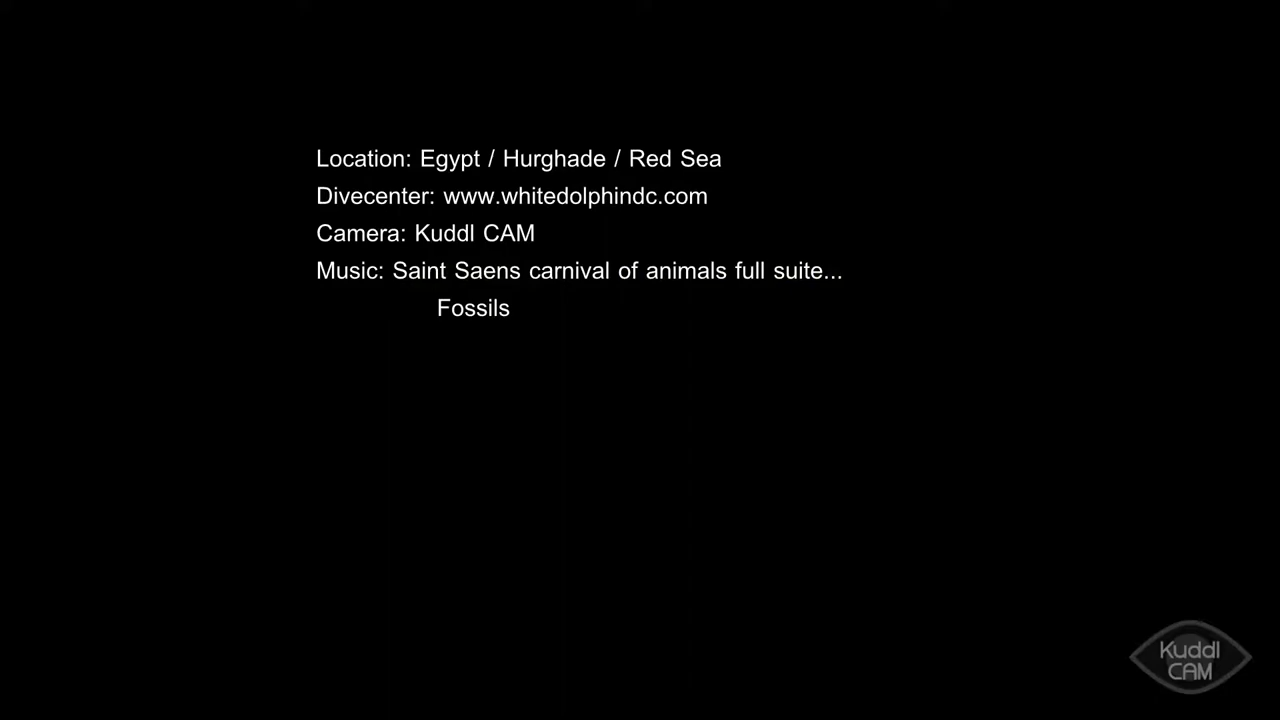 Location: Egypt / Hurghade / Red Sea
Divecenter: www.whitedolphindc.com
Camera: Kuddl CAM
Music: Saint Saens carnival of animals full suite...
Fossils
Kuddl
CAM